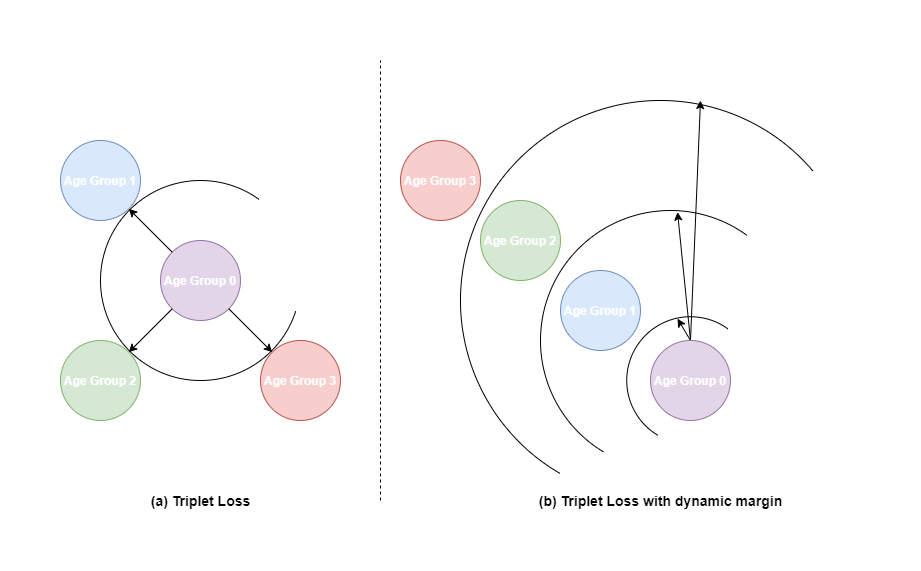 Age Group 1
Age Group 0
Age Group 2
Age Group 3
(a) Triplet Loss
Age Group 3
Age Group 2
Age Group 1
Age Group 0
(b) Triplet Loss with dynamic margin